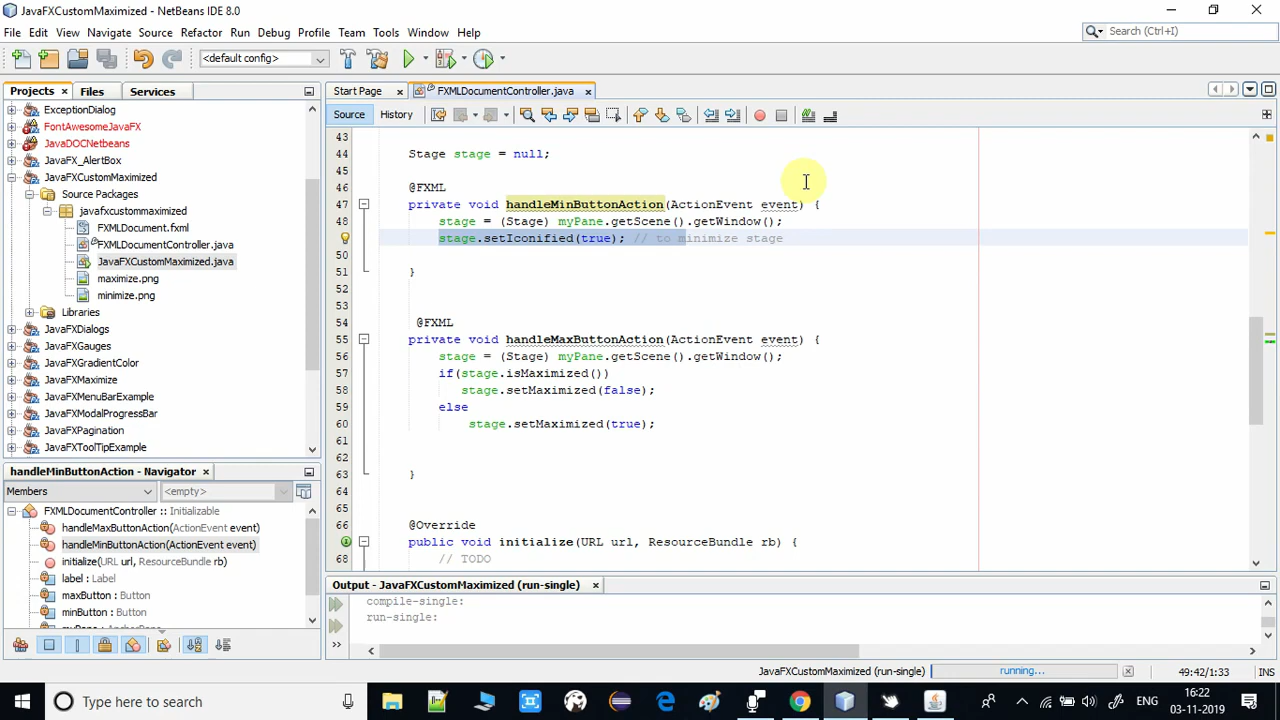 JavaFXCustomMaximized - NetBeans IDE 8.0
File Edit View Navigate Source Refactor Run Debug Profile Team Tools Window Help
Search (Ctrl+I)
<default config>
Projects Files Services
Start Page FXMLDocumentController.java
Source History
ExceptionDialog
FontAwesomeJavaFX
JavaDOCNetbeans
JavaFX_AlertBox
JavaFXCustomMaximized
Source Packages
javafxcustommaximized
FXMLDocument.fxml
FXMLDocumentController.java
JavaFXCustomMaximized.java
maximize.png
minimize.png
Libraries
JavaFXDialogs
JavaFXGauges
JavaFXGradientColor
JavaFXMaximize
JavaFXMenuBarExample
JavaFXModalProgressBar
JavaFXPagination
JavaFXToolTipExample
43
44 Stage stage = null;
45
46 @FXML
47 private void handleMinButtonAction(ActionEvent event) {
48 stage = (Stage) myPane.getScene().getWindow();
stage.setIconified(true); // to minimize stage
50
51 }
52
53
54 @FXML
55 private void handleMaxButtonAction(ActionEvent event) {
56 stage = (Stage) myPane.getScene().getWindow();
57 if(stage.isMaximized())
58 stage.setMaximized(false);
59 else
60 stage.setMaximized(true);
61
62
63 }
64
65
66 @Override
public void initialize(URL url, ResourceBundle rb) {
68 // TODO
handleMinButtonAction - Navigator
Members <empty>
FXMLDocumentController :: Initializable
handleMaxButtonAction(ActionEvent event)
handleMinButtonAction(ActionEvent event)
initialize(URL url, ResourceBundle rb)
label : Label
maxButton : Button
minButton : Button
Output - JavaFXCustomMaximized (run-single)
compile-single:
run-single:
JavaFXCustomMaximized (run-single) running... 49:42/1:33 INS
Type here to search
ENG
16:22
03-11-2019